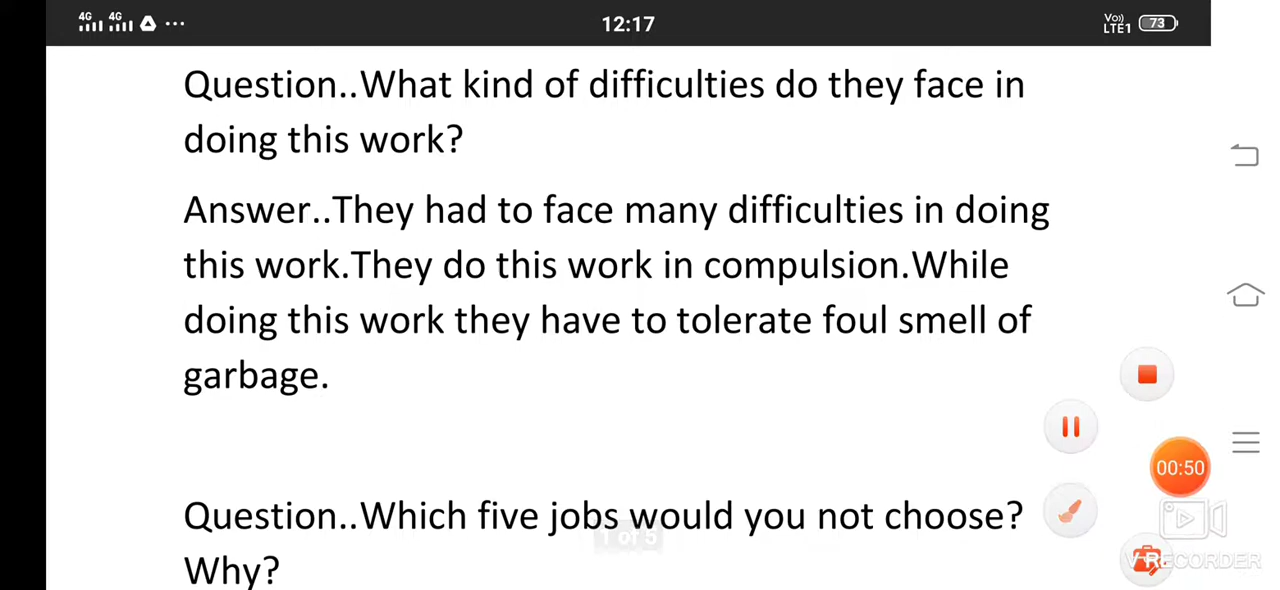 4G 4G ... 12:17 Vo)) LTE1 73
Question..What kind of difficulties do they face in
doing this work?
Answer..They had to face many difficulties in doing
this work.They do this work in compulsion.While
doing this work they have to tolerate foul smell of
garbage.
00:50
Question..Which five jobs would you not choose?
1 of 5
Why?
V RECORDER